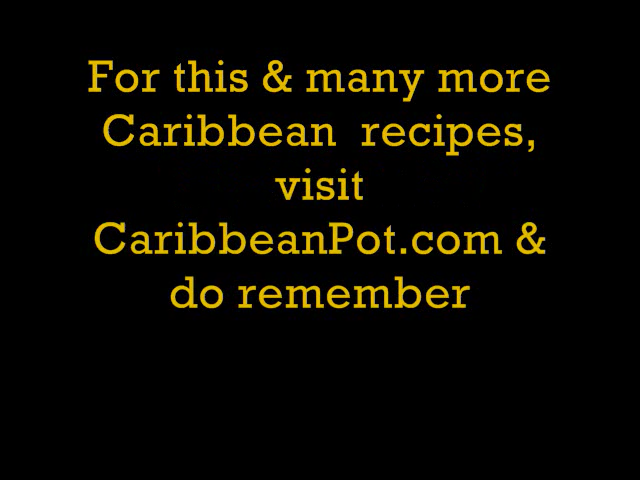 For this & many more
Caribbean  recipes,
visit
CaribbeanPot.com &
do remember